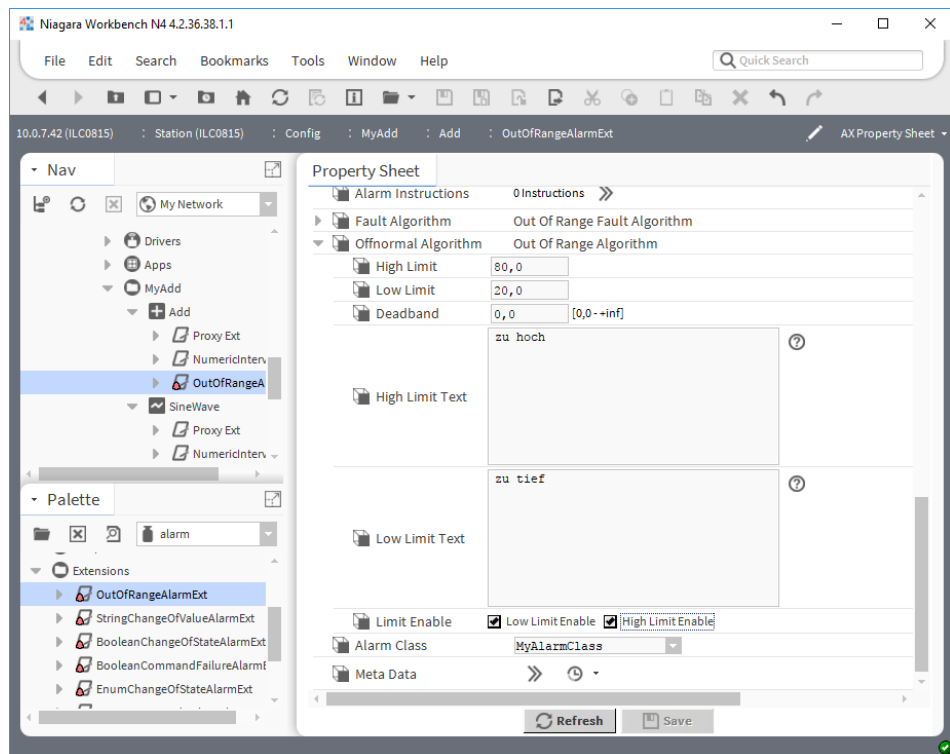 Niagara Workbench N4 4.2.36.38.1.1
File Edit Search Bookmarks Tools Window Help
Quick Search
10.0.7.42 (ILC0815) : Station (ILC0815) : Config : MyAdd : Add : OutOfRangeAlarmExt
AX Property Sheet
Nav
My Network
Drivers
Apps
MyAdd
Add
Proxy Ext
NumericInterv
OutOfRangeA
SineWave
Proxy Ext
NumericInterv
Palette
alarm
Extensions
OutOfRangeAlarmExt
StringChangeOfValueAlarmExt
BooleanChangeOfStateAlarmExt
BooleanCommandFailureAlarmE
EnumChangeOfStateAlarmExt
Property Sheet
Alarm Instructions 0 Instructions
Fault Algorithm Out Of Range Fault Algorithm
Offnormal Algorithm Out Of Range Algorithm
High Limit 80,0
Low Limit 20,0
Deadband 0,0 [0,0 - +inf]
High Limit Text zu hoch
Low Limit Text zu tief
Limit Enable Low Limit Enable High Limit Enable
Alarm Class MyAlarmClass
Meta Data
Refresh Save